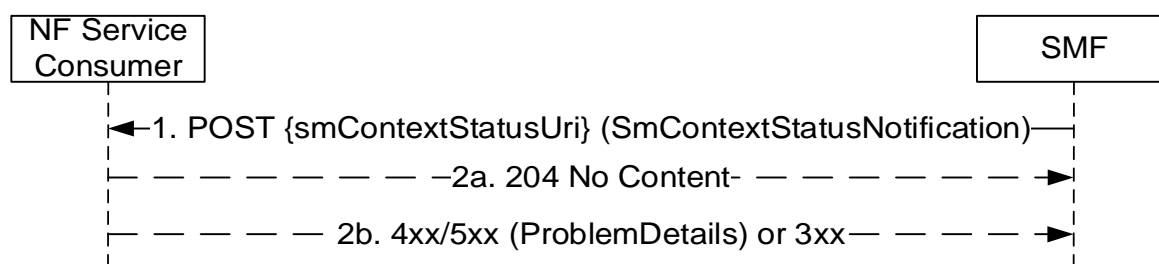 NF Service
Consumer
SMF
1. POST {smContextStatusUri} (SmContextStatusNotification)
2a. 204 No Content
2b. 4xx/5xx (ProblemDetails) or 3xx